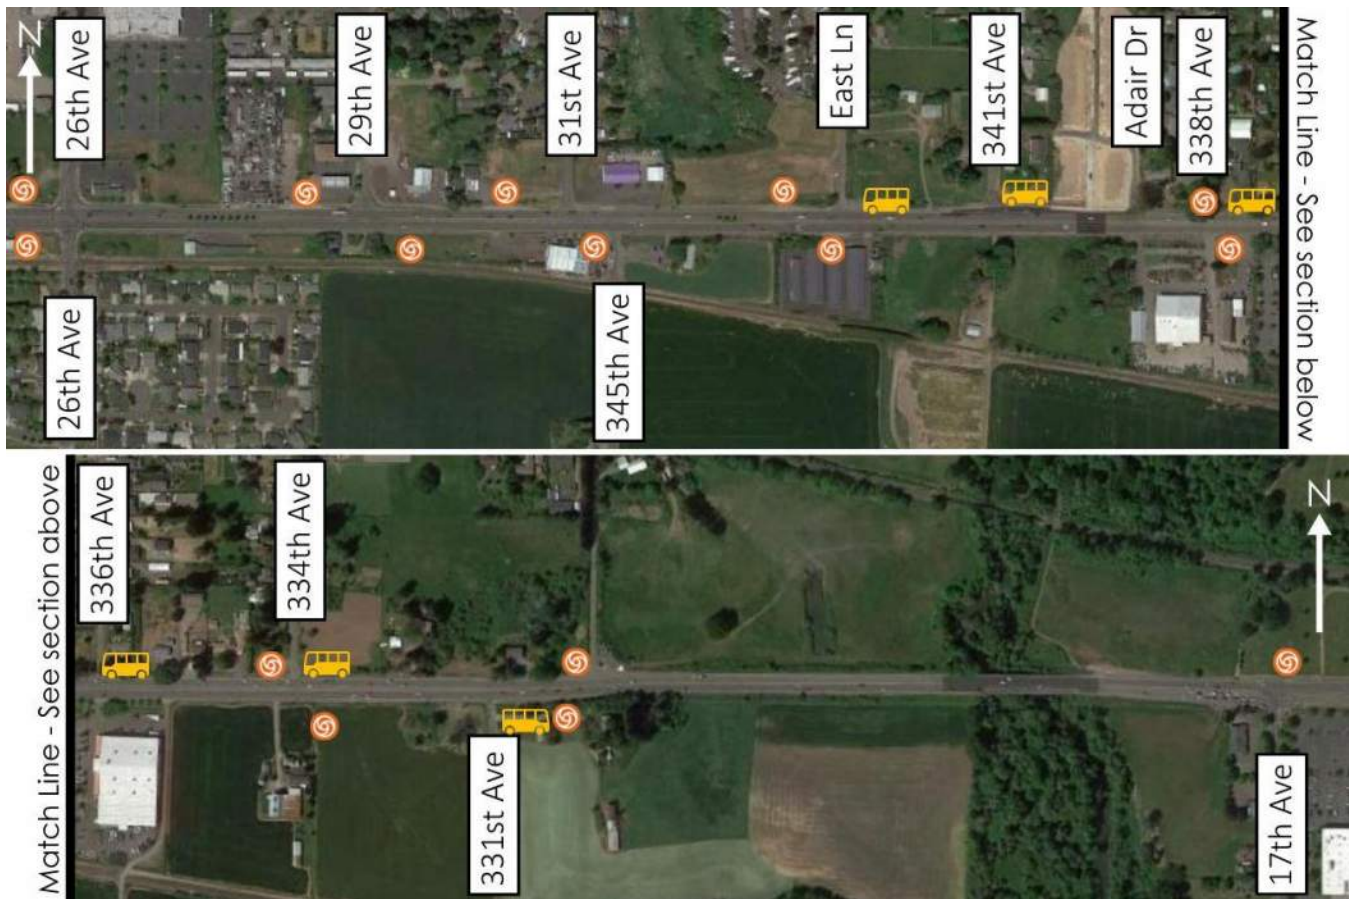 N
26th Ave
29th Ave
31st Ave
East Ln
341st Ave
Adair Dr
338th Ave
Match Line - See section below
26th Ave
345th Ave
Match Line - See section above
336th Ave
334th Ave
331st Ave
N
17th Ave